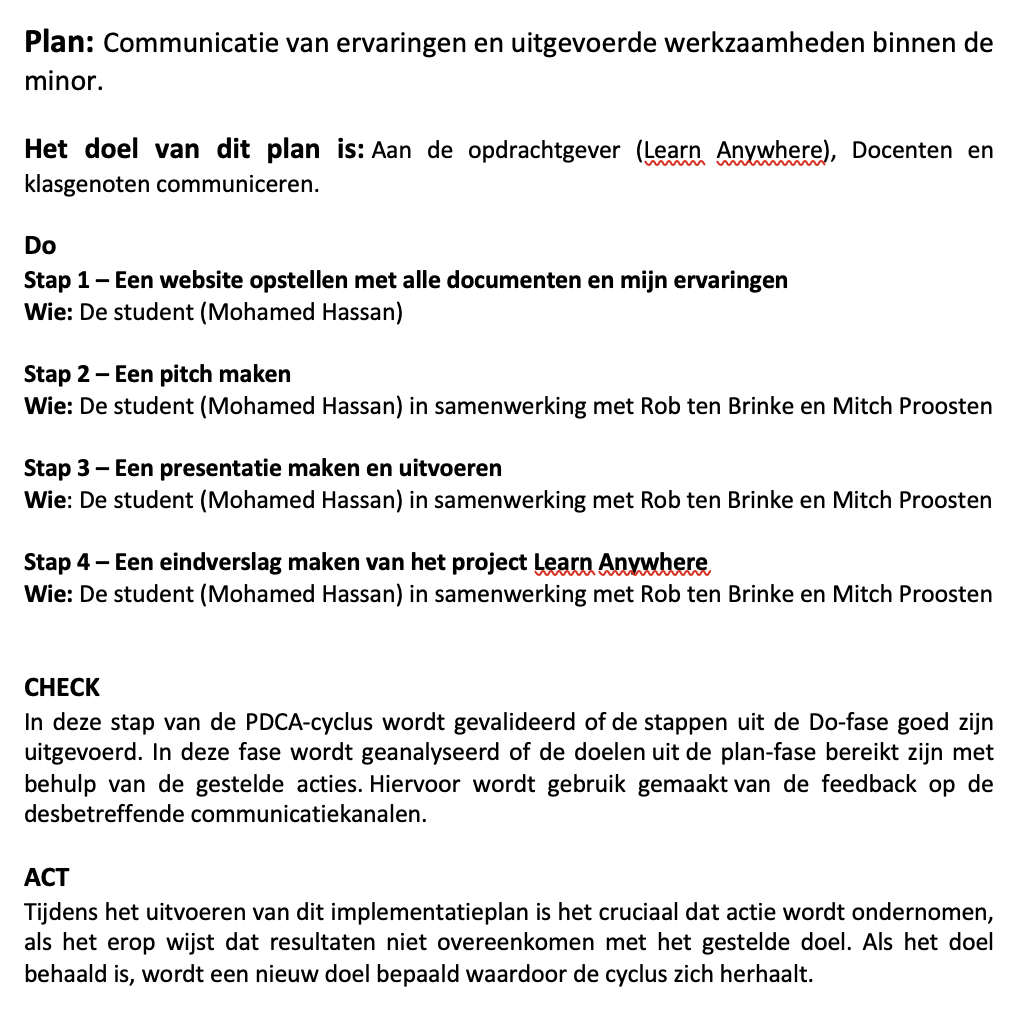 Plan: Communicatie van ervaringen en uitgevoerde werkzaamheden binnen de
minor.
Het doel van dit plan is: Aan de opdrachtgever (Learn Anywhere), Docenten en
klasgenoten communiceren.
Do
Stap 1 – Een website opstellen met alle documenten en mijn ervaringen
Wie: De student (Mohamed Hassan)
Stap 2 – Een pitch maken
Wie: De student (Mohamed Hassan) in samenwerking met Rob ten Brinke en Mitch Proosten
Stap 3 – Een presentatie maken en uitvoeren
Wie: De student (Mohamed Hassan) in samenwerking met Rob ten Brinke en Mitch Proosten
Stap 4 – Een eindverslag maken van het project Learn Anywhere
Wie: De student (Mohamed Hassan) in samenwerking met Rob ten Brinke en Mitch Proosten
CHECK
In deze stap van de PDCA-cyclus wordt gevalideerd of de stappen uit de Do-fase goed zijn
uitgevoerd. In deze fase wordt geanalyseerd of de doelen uit de plan-fase bereikt zijn met
behulp van de gestelde acties. Hiervoor wordt gebruik gemaakt van de feedback op de
desbetreffende communicatiekanalen.
ACT
Tijdens het uitvoeren van dit implementatieplan is het cruciaal dat actie wordt ondernomen,
als het erop wijst dat resultaten niet overeenkomen met het gestelde doel. Als het doel
behaald is, wordt een nieuw doel bepaald waardoor de cyclus zich herhaalt.